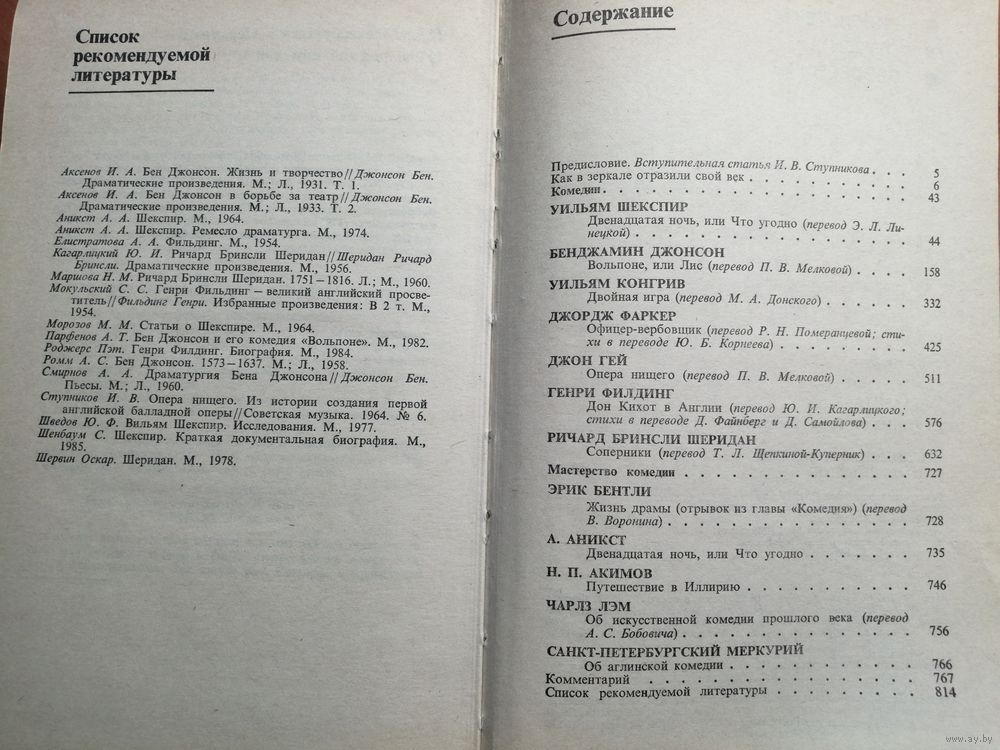 Список
рекомендуемой
литературы
Аксенов И. А. Бен Джонсон. Жизнь и творчество//Джонсон Бен.
Драматические произведения. М.; Л., 1931. Т. 1.
Аксенов И. А. Бен Джонсон в борьбе за театр//Джонсон Бен.
Драматические произведения. М.; Л., 1933. Т. 2.
Аникст А. А. Шекспир. М., 1964.
Аникст А. А. Шекспир. Ремесло драматурга. М., 1974.
Елистратова А. А. Фильдинг. М., 1954.
Кагарлицкий Ю. И. Ричард Бринсли Шеридан//Шеридан Ричард
Бринсли. Драматические произведения. М., 1956.
Маршова Н. М. Ричард Бринсли Шеридан. 1751—1816. Л.; М., 1960.
Мокульский С. С. Генри Фильдинг — великий английский просве-
титель//Фильдинг Генри. Избранные произведения: В 2 т. М.,
1954.
Морозов М. М. Статьи о Шекспире. М., 1964.
Парфенов А. Т. Бен Джонсон и его комедия «Вольпоне». М., 1982.
Роджерс Пэт. Генри Филдинг. Биография. М., 1984.
Ромм А. С. Бен Джонсон. 1573—1637. М.; Л., 1958.
Смирнов А. А. Драматургия Бена Джонсона//Джонсон Бен.
Пьесы. М.; Л., 1960.
Ступников И. В. Опера нищего. Из истории создания первой
английской балладной оперы//Советская музыка. 1964. № 6.
Шведов Ю. Ф. Вильям Шекспир. Исследования. М., 1977.
Шенбаум С. Шекспир. Краткая документальная биография. М.,
1985.
Шервин Оскар. Шеридан. М., 1978.
Содержание
Предисловие. Вступительная статья И. В. Ступникова . . . 5
Как в зеркале отразили свой век . . . . . . . . . . . 6
Комедии . . . . . . . . . . . . . . . . . . 43
УИЛЬЯМ ШЕКСПИР
Двенадцатая ночь, или Что угодно (перевод Э. Л. Ли-
нецкой) . . . . . . . . . . . . . . . . . . 44
БЕНДЖАМИН ДЖОНСОН
Вольпоне, или Лис (перевод П. В. Мелковой) . . . . . 158
УИЛЬЯМ КОНГРИВ
Двойная игра (перевод М. А. Донского) . . . . . . . 332
ДЖОРДЖ ФАРКЕР
Офицер-вербовщик (перевод Р. Н. Померанцевой; сти-
хи в переводе Ю. Б. Корнеева) . . . . . . . . . . 425
ДЖОН ГЕЙ
Опера нищего (перевод П. В. Мелковой) . . . . . . 511
ГЕНРИ ФИЛДИНГ
Дон Кихот в Англии (перевод Ю. И. Кагарлицкого;
стихи в переводе Д. Файнберг и Д. Самойлова) . . . . 576
РИЧАРД БРИНСЛИ ШЕРИДАН
Соперники (перевод Т. Л. Щепкиной-Куперник) . . . 632
Мастерство комедии . . . . . . . . . . . . . . . 727
ЭРИК БЕНТЛИ
Жизнь драмы (отрывок из главы «Комедия») (перевод
В. Воронина) . . . . . . . . . . . . . . . . 728
А. АНИКСТ
Двенадцатая ночь, или Что угодно . . . . . . . 735
Н. П. АКИМОВ
Путешествие в Иллирию . . . . . . . . . . . . 746
ЧАРЛЗ ЛЭМ
Об искусственной комедии прошлого века (перевод
А. С. Бобовича) . . . . . . . . . . . . . . . 756
САНКТ-ПЕТЕРБУРГСКИЙ МЕРКУРИЙ
Об аглинской комедии . . . . . . . . . . . . . 766
Комментарий . . . . . . . . . . . . . . . . . 767
Список рекомендуемой литературы . . . . . . . . . . 814
www.ay.by